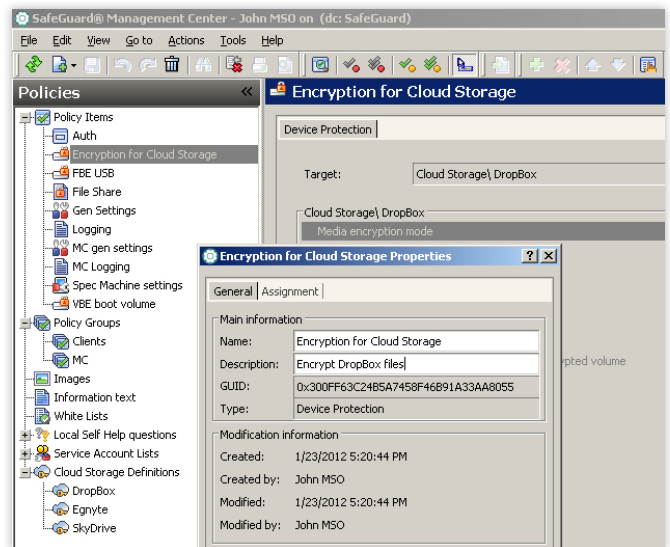 SafeGuard® Management Center - John MSO on (dc: SafeGuard)
File Edit View Go to Actions Tools Help
Policies «
Policy Items
Auth
Encryption for Cloud Storage
FBE USB
File Share
Gen Settings
Logging
MC gen settings
MC Logging
Spec Machine settings
VBE boot volume
Policy Groups
Clients
MC
Images
Information text
White Lists
Local Self Help questions
Service Account Lists
Cloud Storage Definitions
DropBox
Egnyte
SkyDrive
Encryption for Cloud Storage
Device Protection
Target: Cloud Storage\ DropBox
Cloud Storage\ DropBox
Media encryption mode
ypted volume
Encryption for Cloud Storage Properties ? X
General Assignment
Main information
Name: Encryption for Cloud Storage
Description: Encrypt DropBox files
GUID: 0x300FF63C24B5A7458F46B91A33AA8055
Type: Device Protection
Modification information
Created: 1/23/2012 5:20:44 PM
Created by: John MSO
Modified: 1/23/2012 5:20:44 PM
Modified by: John MSO